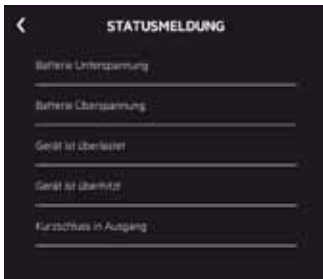 STATUSMELDUNG
Batterie Unterspannung
Batterie Überspannung
Gerät ist überlastet
Gerät ist überhitzt
Kurzschluss in Ausgang